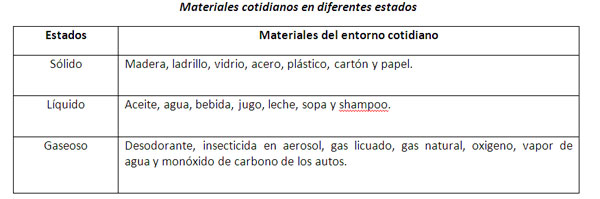 Materiales cotidianos en diferentes estados
Estados Materiales del entorno cotidiano
Sólido Madera, ladrillo, vidrio, acero, plástico, cartón y papel.
Líquido Aceite, agua, bebida, jugo, leche, sopa y shampoo.
Gaseoso Desodorante, insecticida en aerosol, gas licuado, gas natural, oxigeno, vapor de
agua y monóxido de carbono de los autos.